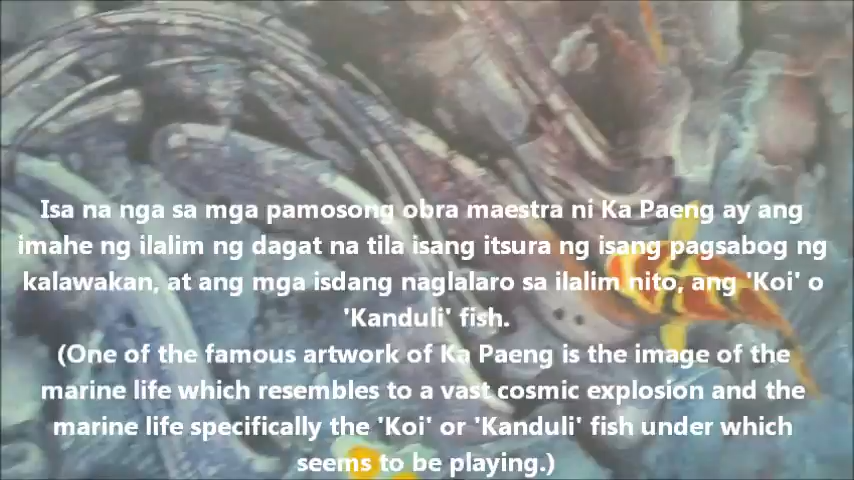 Isa na nga sa mga pamosong obra maestra ni Ka Paeng ay ang
imahe ng ilalim ng dagat na tila isang itsura ng isang pagsabog ng
kalawakan, at ang mga isdang naglalaro sa ilalim nito, ang 'Koi' o
'Kanduli' fish.
(One of the famous artwork of Ka Paeng is the image of the
marine life which resembles to a vast cosmic explosion and the
marine life specifically the 'Koi' or 'Kanduli' fish under which
seems to be playing.)